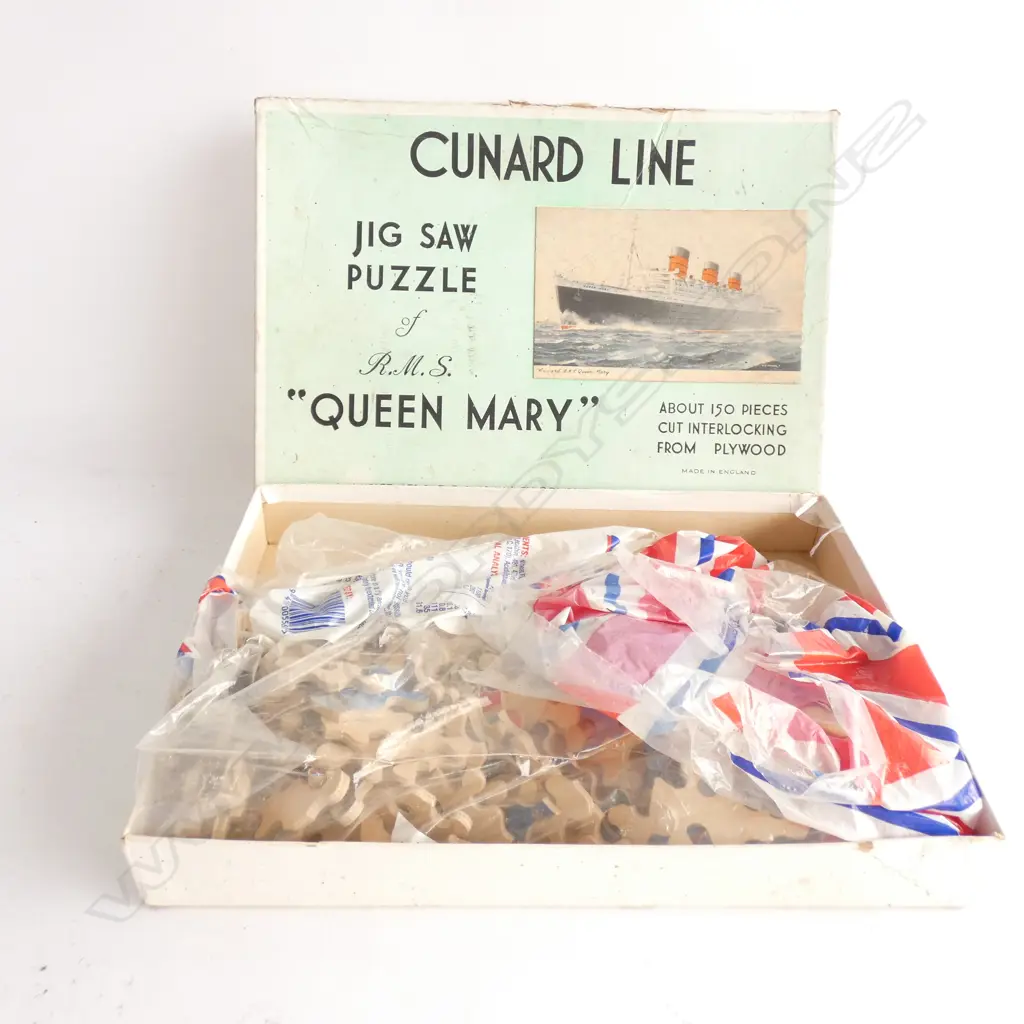 CUNARD LINE
JIG SAW
PUZZLE
of
R.M.S.
"QUEEN MARY"
ABOUT 150 PIECES
CUT INTERLOCKING
FROM PLYWOOD
MADE IN ENGLAND